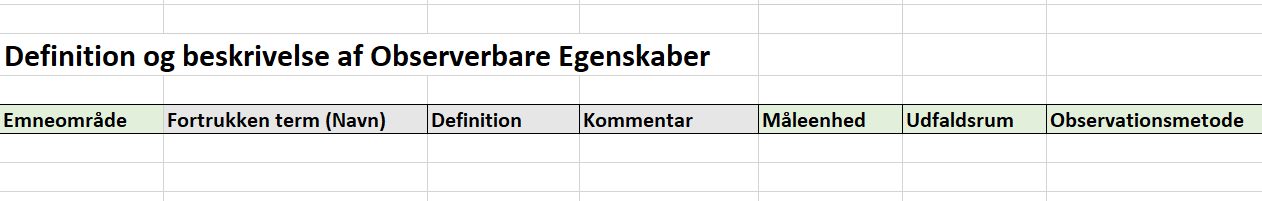 Definition og beskrivelse af Observerbare Egenskaber
Emneområde Fortrukken term (Navn) Definition Kommentar Måleenhed Udfaldsrum Observationsmetode